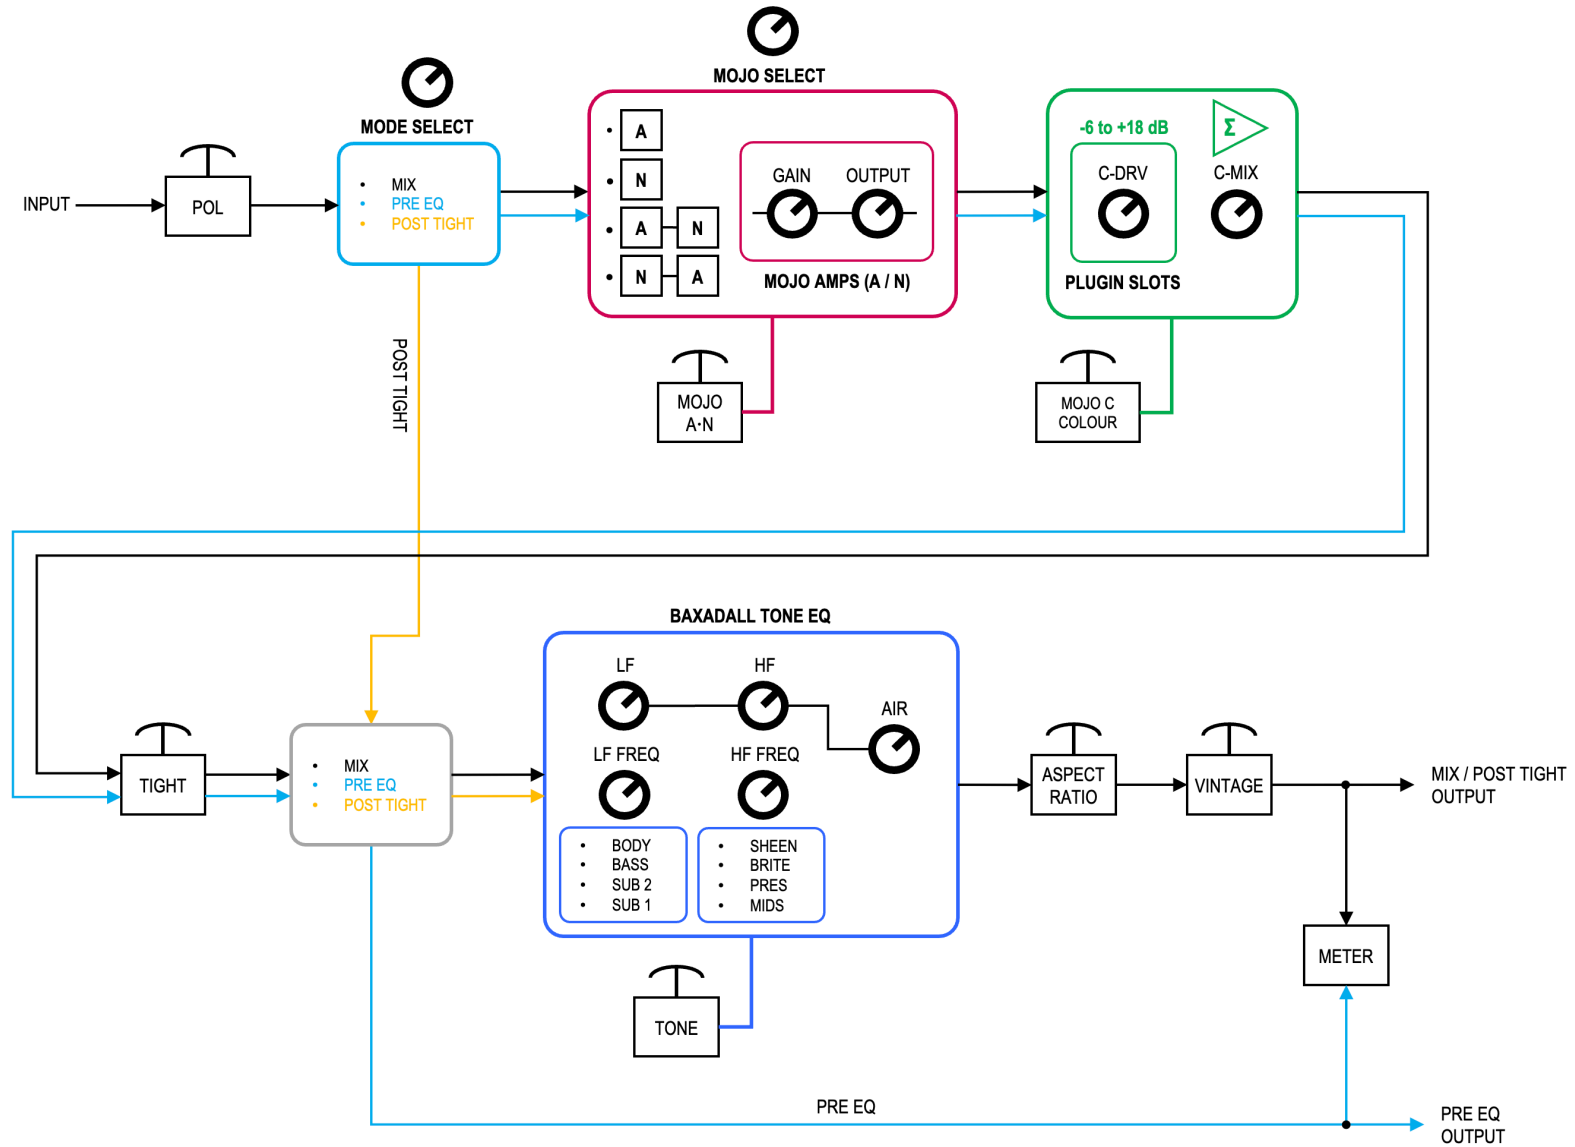 MOJO SELECT
MODE SELECT
INPUT
POL
• MIX
• PRE EQ
• POST TIGHT
• A
• N
• A N
• N A
GAIN OUTPUT
MOJO AMPS (A / N)
-6 to +18 dB
Σ
C-DRV
C-MIX
PLUGIN SLOTS
MOJO
A·N
MOJO C
COLOUR
POST TIGHT
BAXADALL TONE EQ
TIGHT
• MIX
• PRE EQ
• POST TIGHT
LF
HF
AIR
LF FREQ
HF FREQ
• BODY
• BASS
• SUB 2
• SUB 1
• SHEEN
• BRITE
• PRES
• MIDS
TONE
ASPECT
RATIO
VINTAGE
MIX / POST TIGHT
OUTPUT
METER
PRE EQ
PRE EQ
OUTPUT